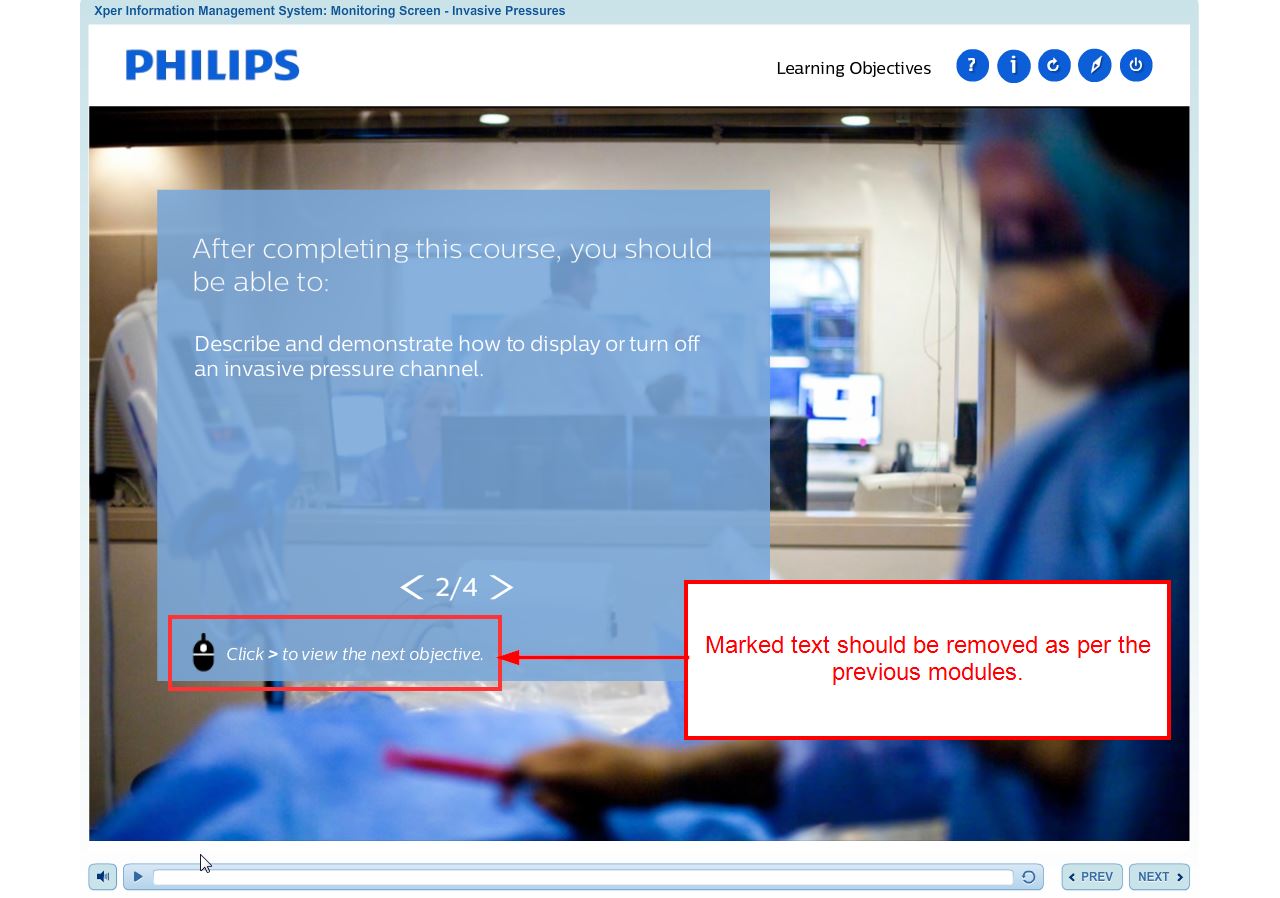 Xper Information Management System: Monitoring Screen - Invasive Pressures
PHILIPS
Learning Objectives
?
i
After completing this course, you should
be able to:
Describe and demonstrate how to display or turn off
an invasive pressure channel.
< 2/4 >
Click > to view the next objective.
Marked text should be removed as per the
previous modules.
< PREV
NEXT >